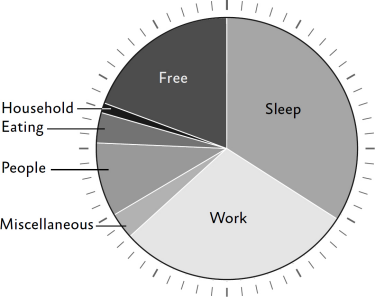 Free
Sleep
Household
Eating
People
Miscellaneous
Work